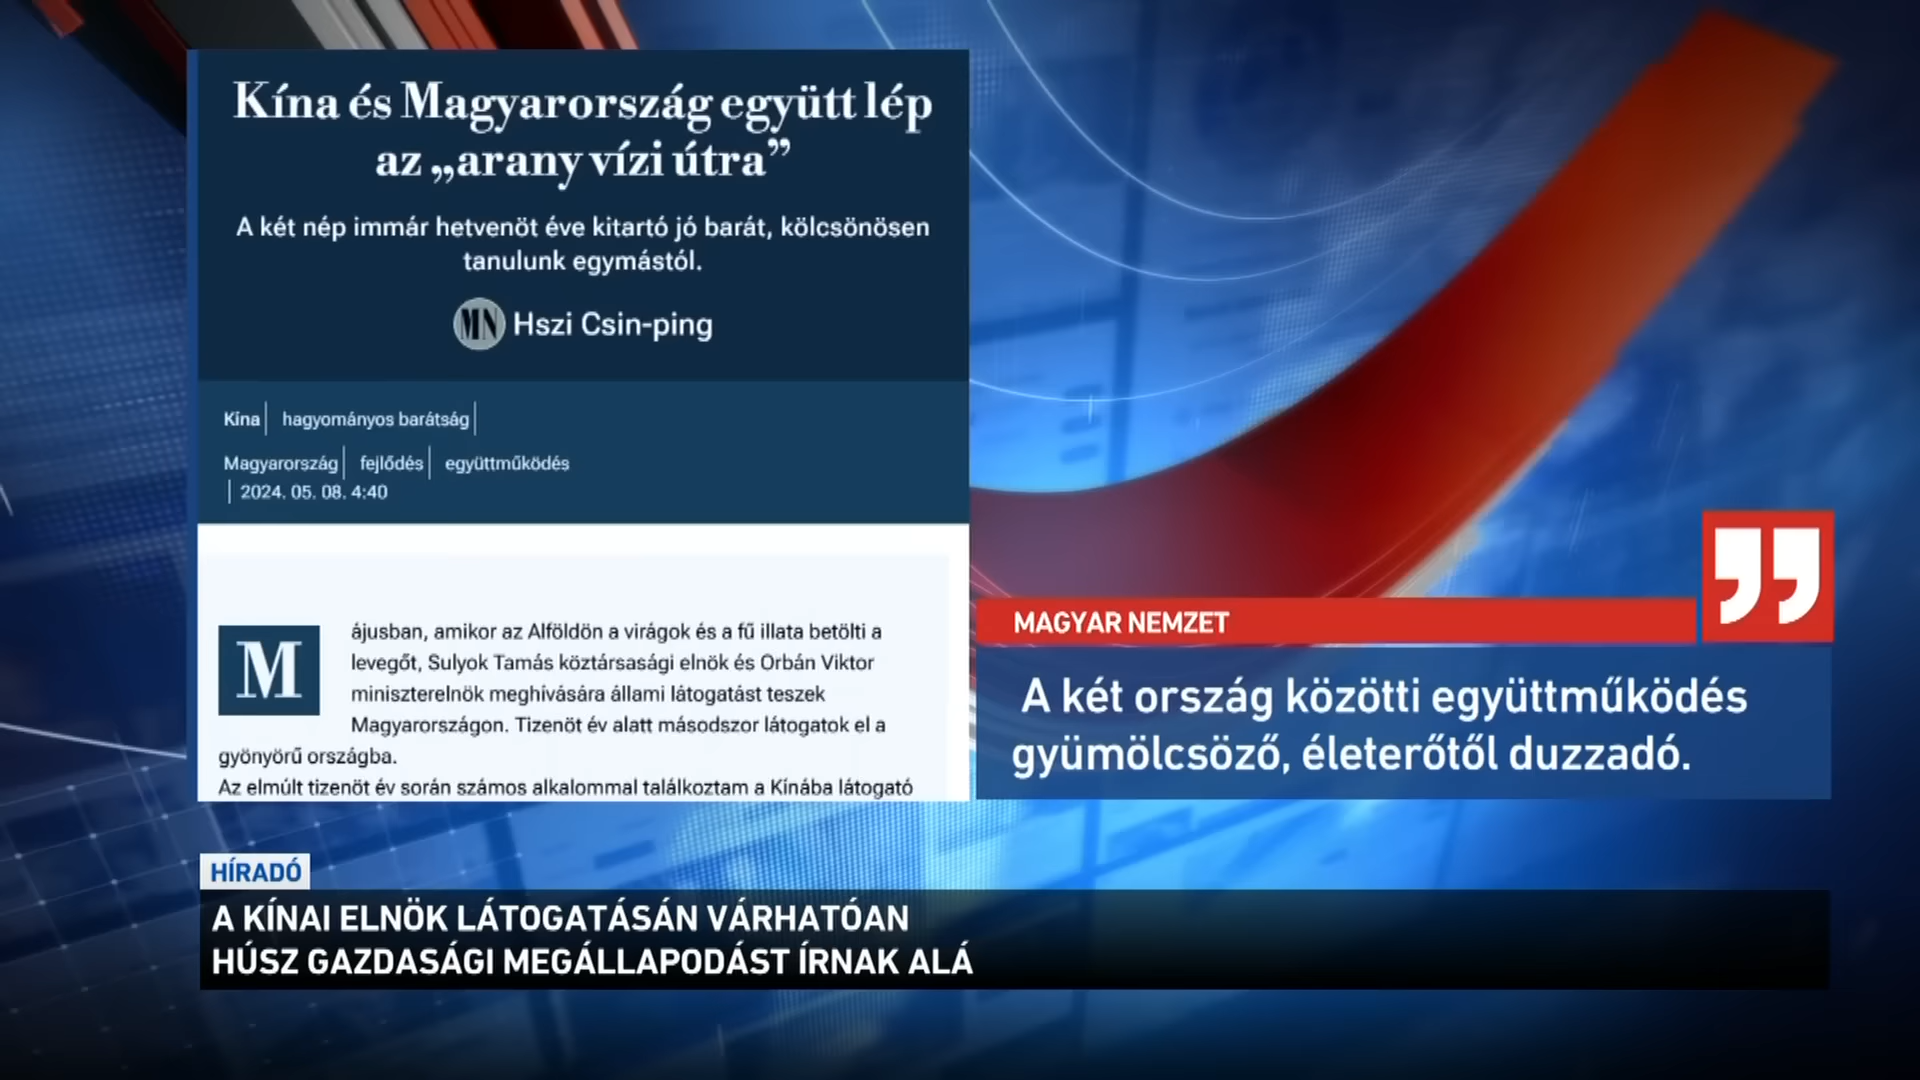 Kína és Magyarország együtt lép
az „arany vízi útra”
A két nép immár hetvenöt éve kitartó jó barát, kölcsönösen
tanulunk egymástól.
MN Hszi Csin-ping
Kína | hagyományos barátság |
Magyarország | fejlődés | együttműködés
| 2024. 05. 08. 4:40
M
ájusban, amikor az Alföldön a virágok és a fű illata betölti a
levegőt, Sulyok Tamás köztársasági elnök és Orbán Viktor
miniszterelnök meghívására állami látogatást teszek
Magyarországon. Tizenöt év alatt másodszor látogatok el a
gyönyörű országba.
Az elmúlt tizenöt év során számos alkalommal találkoztam a Kínába látogató
”
MAGYAR NEMZET
A két ország közötti együttműködés
gyümölcsöző, életerőtől duzzadó.
HÍRADÓ
A KÍNAI ELNÖK LÁTOGATÁSÁN VÁRHATÓAN
HÚSZ GAZDASÁGI MEGÁLLAPODÁST ÍRNAK ALÁ